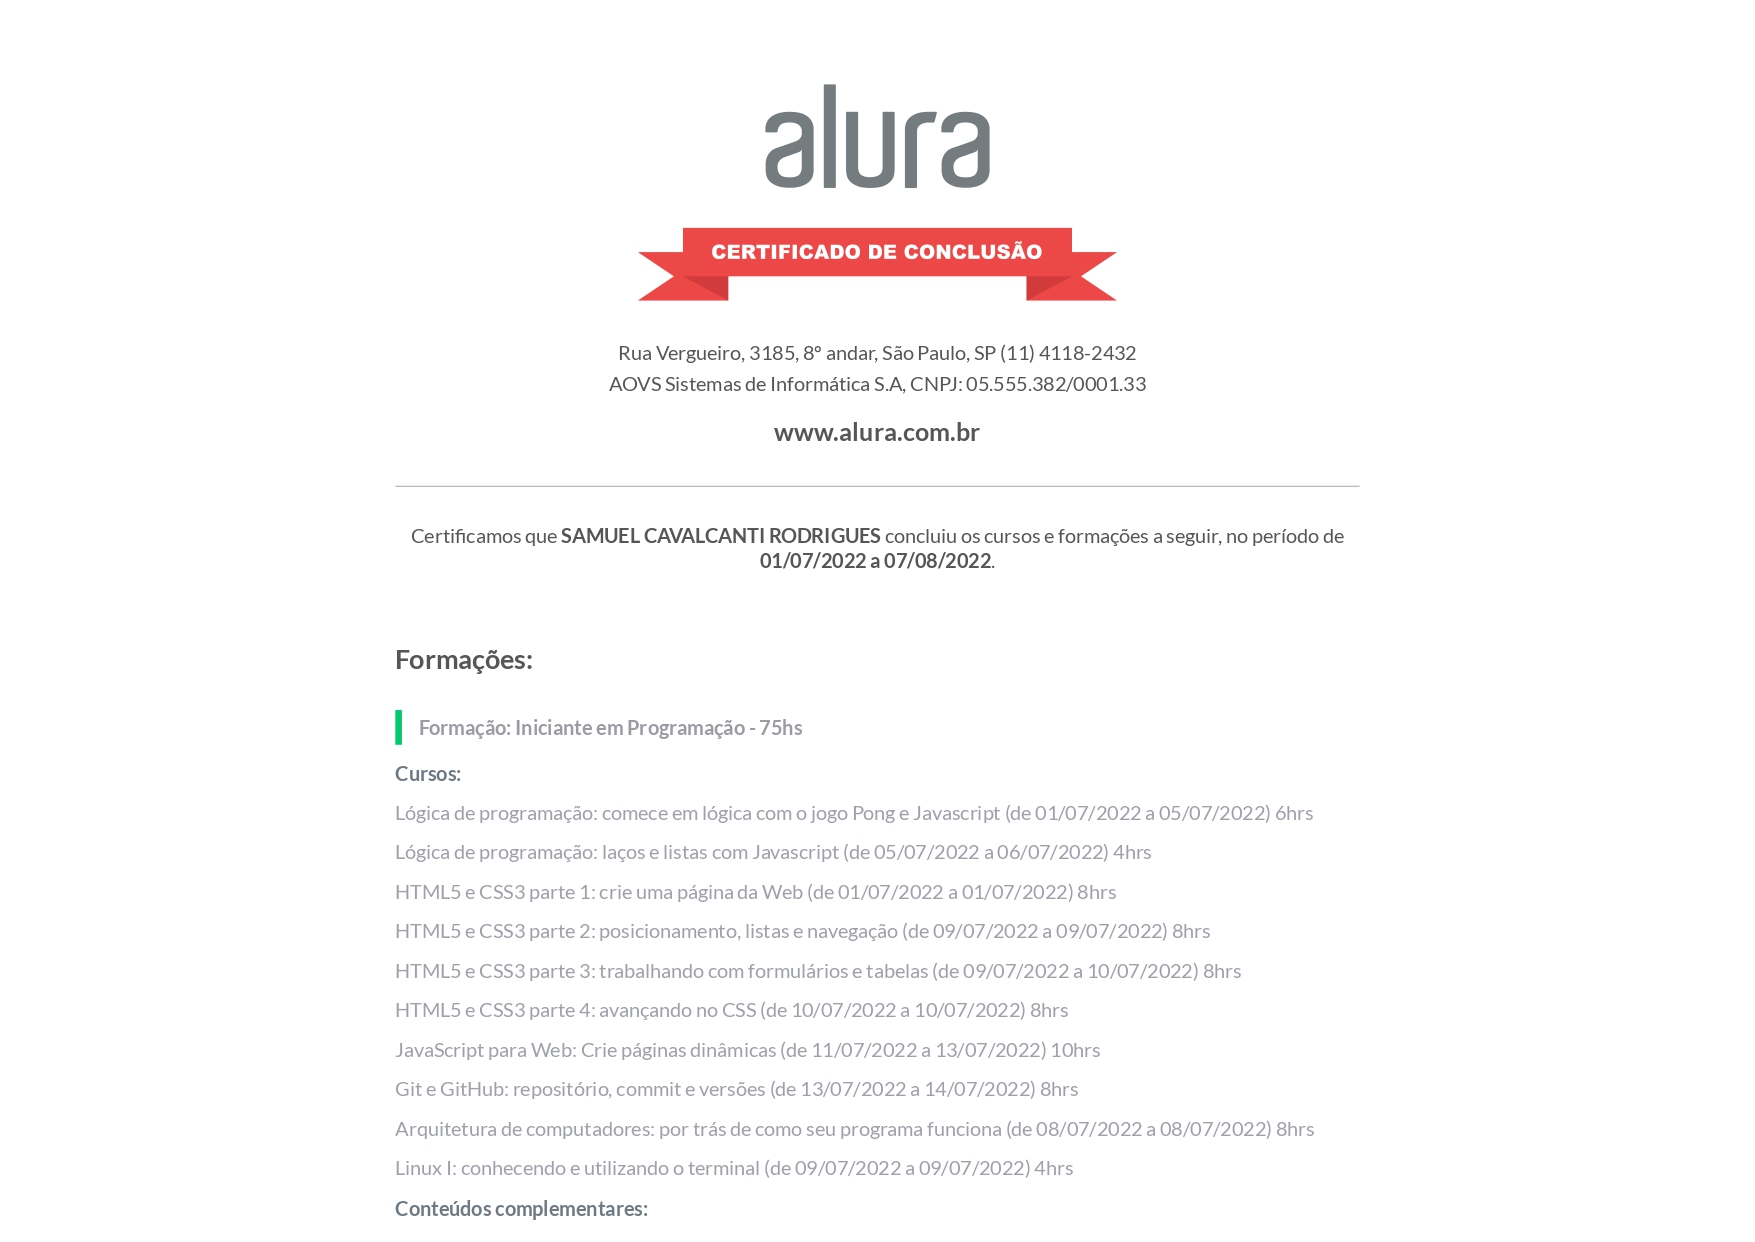 alura
CERTIFICADO DE CONCLUSÃO
Rua Vergueiro, 3185, 8º andar, São Paulo, SP (11) 4118-2432
AOVS Sistemas de Informática S.A, CNPJ: 05.555.382/0001.33
www.alura.com.br
Certificamos que SAMUEL CAVALCANTI RODRIGUES concluiu os cursos e formações a seguir, no período de
01/07/2022 a 07/08/2022.
Formações:
Formação: Iniciante em Programação - 75hs
Cursos:
Lógica de programação: comece em lógica com o jogo Pong e Javascript (de 01/07/2022 a 05/07/2022) 6hrs
Lógica de programação: laços e listas com Javascript (de 05/07/2022 a 06/07/2022) 4hrs
HTML5 e CSS3 parte 1: crie uma página da Web (de 01/07/2022 a 01/07/2022) 8hrs
HTML5 e CSS3 parte 2: posicionamento, listas e navegação (de 09/07/2022 a 09/07/2022) 8hrs
HTML5 e CSS3 parte 3: trabalhando com formulários e tabelas (de 09/07/2022 a 10/07/2022) 8hrs
HTML5 e CSS3 parte 4: avançando no CSS (de 10/07/2022 a 10/07/2022) 8hrs
JavaScript para Web: Crie páginas dinâmicas (de 11/07/2022 a 13/07/2022) 10hrs
Git e GitHub: repositório, commit e versões (de 13/07/2022 a 14/07/2022) 8hrs
Arquitetura de computadores: por trás de como seu programa funciona (de 08/07/2022 a 08/07/2022) 8hrs
Linux I: conhecendo e utilizando o terminal (de 09/07/2022 a 09/07/2022) 4hrs
Conteúdos complementares: